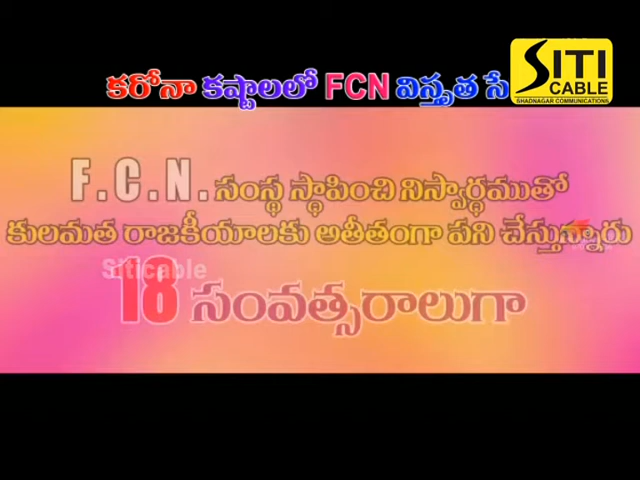 SITI
CABLE
SHADNAGAR COMMUNICATIONS
కరోనా కష్టాలలో FCN విస్తృత సే
F.C.N. సంస్థ స్థాపించి నిస్వార్థముతో
కులమత రాజకీయాలకు అతీతంగా పని చేస్తున్నారు
Siticable
18 సంవత్సరాలుగా